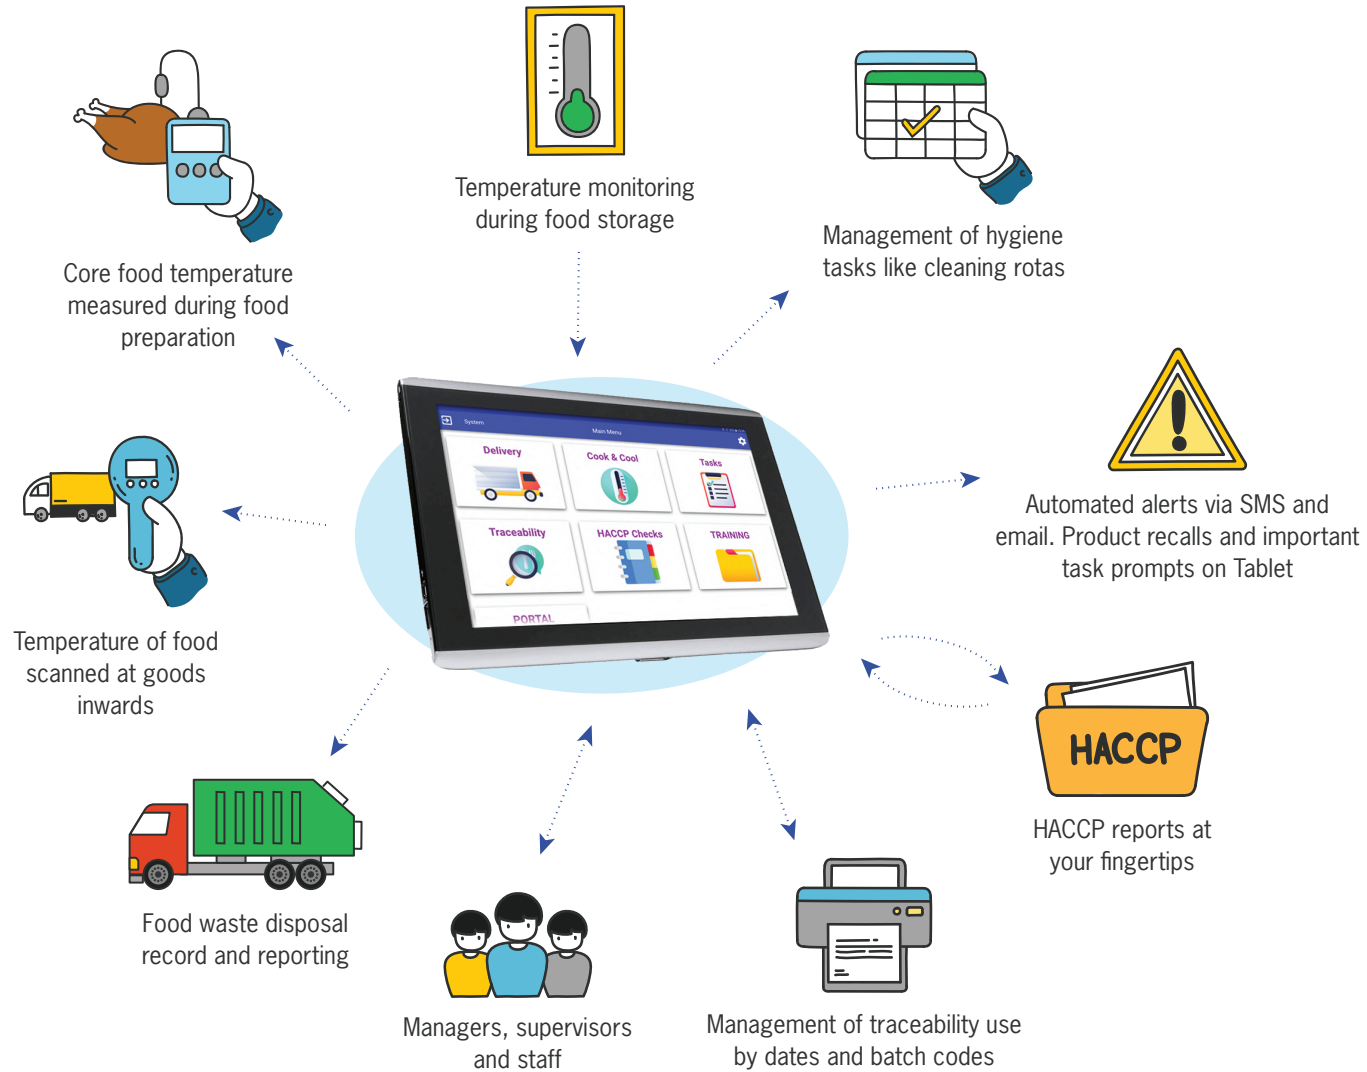 Temperature monitoring
during food storage
Management of hygiene
tasks like cleaning rotas
Core food temperature
measured during food
preparation
System
Main Menu
Delivery
Cook & Cool
Tasks
Traceability
HACCP Checks
TRAINING
PORTAL
Automated alerts via SMS and
email. Product recalls and important
task prompts on Tablet
Temperature of food
scanned at goods
inwards
HACCP
HACCP reports at
your fingertips
Food waste disposal
record and reporting
Managers, supervisors
and staff
Management of traceability use
by dates and batch codes